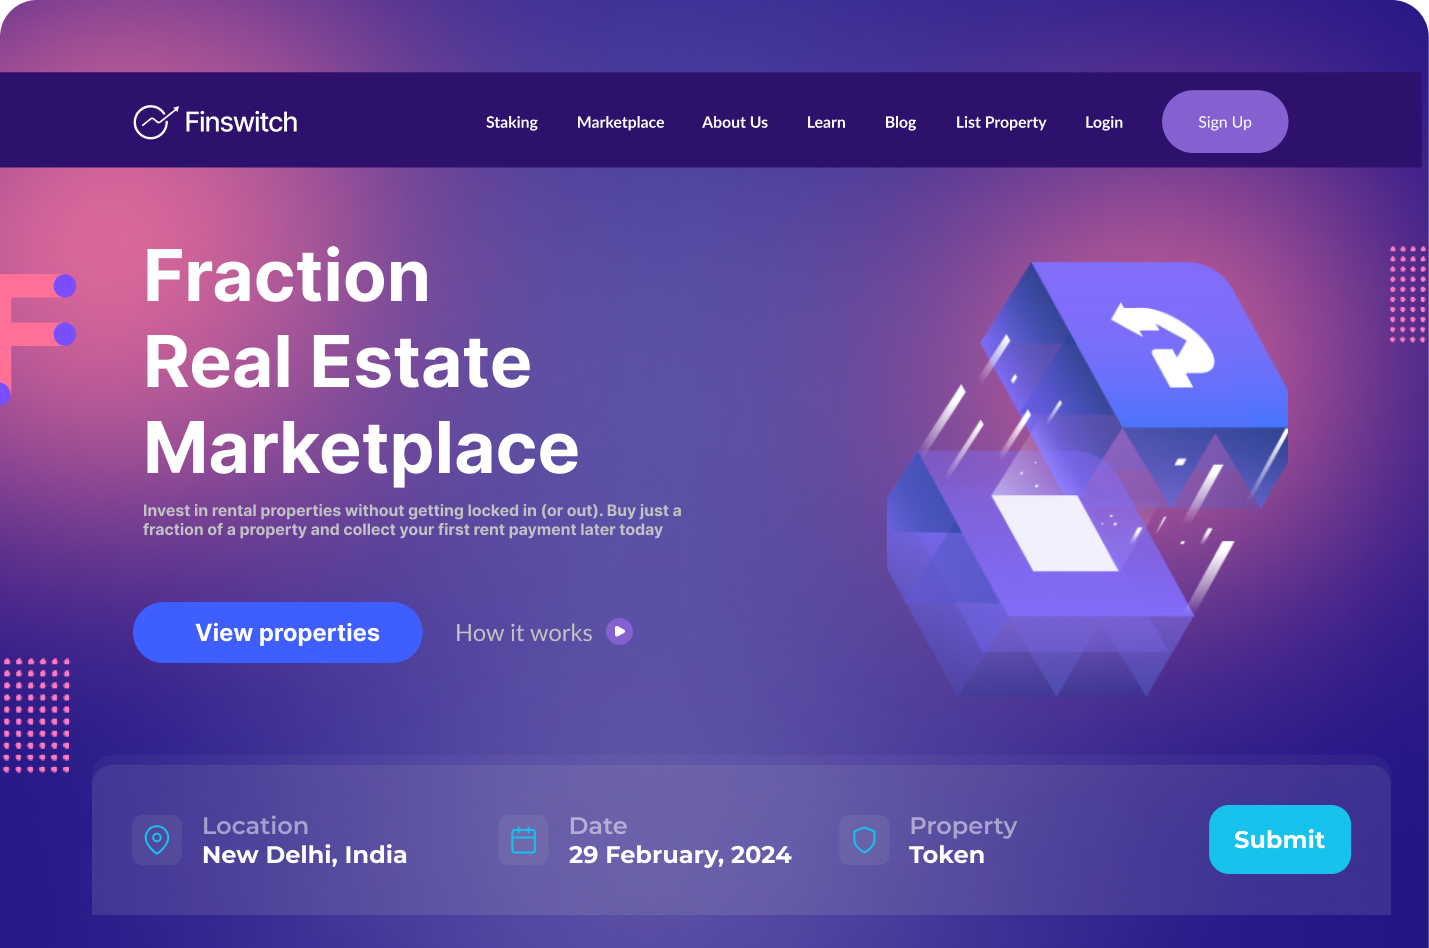 Finswitch
Staking Marketplace About Us Learn Blog List Property Login Sign Up
Fraction
Real Estate
Marketplace
Invest in rental properties without getting locked in (or out). Buy just a
fraction of a property and collect your first rent payment later today
View properties How it works
Location Date Property
New Delhi, India 29 February, 2024 Token
Submit